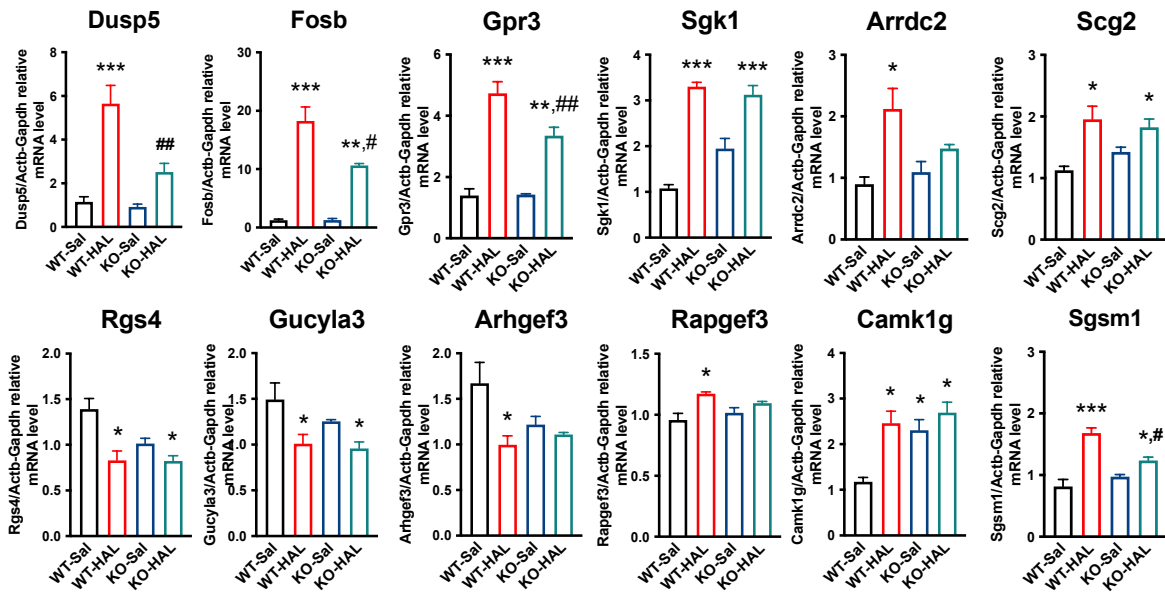 Dusp5
Dusp5/Actb-Gapdh relative
mRNA level
8
6
4
2
0
***
##
WT-Sal
WT-HAL
KO-Sal
KO-HAL
Fosb
Fosb/Actb-Gapdh relative
mRNA level
30
20
10
0
***
**,#
WT-Sal
WT-HAL
KO-Sal
KO-HAL
Gpr3
Gpr3/Actb-Gapdh relative
mRNA level
6
4
2
0
***
**,##
WT-Sal
WT-HAL
KO-Sal
KO-HAL
Sgk1
Sgk1/Actb-Gapdh relative
mRNA level
4
3
2
1
0
***
***
WT-Sal
WT-HAL
KO-Sal
KO-HAL
Arrdc2
Arrdc2/Actb-Gapdh relative
mRNA level
3
2
1
0
*
WT-Sal
WT-HAL
KO-Sal
KO-HAL
Scg2
Scg2/Actb-Gapdh relative
mRNA level
3
2
1
0
*
*
WT-Sal
WT-HAL
KO-Sal
KO-HAL
Rgs4
Rgs4/Actb-Gapdh relative
mRNA level
2.0
1.5
1.0
0.5
0.0
*
*
WT-Sal
WT-HAL
KO-Sal
KO-HAL
Gucyla3
Gucyla3/Actb-Gapdh relative
mRNA level
2.0
1.5
1.0
0.5
0.0
*
*
WT-Sal
WT-HAL
KO-Sal
KO-HAL
Arhgef3
Arhgef3/Actb-Gapdh relative
mRNA level
2.0
1.5
1.0
0.5
0.0
*
WT-Sal
WT-HAL
KO-Sal
KO-HAL
Rapgef3
Rapgef3/Actb-Gapdh relative
mRNA level
1.5
1.0
0.5
0.0
*
WT-Sal
WT-HAL
KO-Sal
KO-HAL
Camk1g
Camk1g/Actb-Gapdh relative
mRNA level
4
3
2
1
0
*
*
*
WT-Sal
WT-HAL
KO-Sal
KO-HAL
Sgsm1
Sgsm1/Actb-Gapdh relative
mRNA level
3
2
1
0
***
*,#
WT-Sal
WT-HAL
KO-Sal
KO-HAL